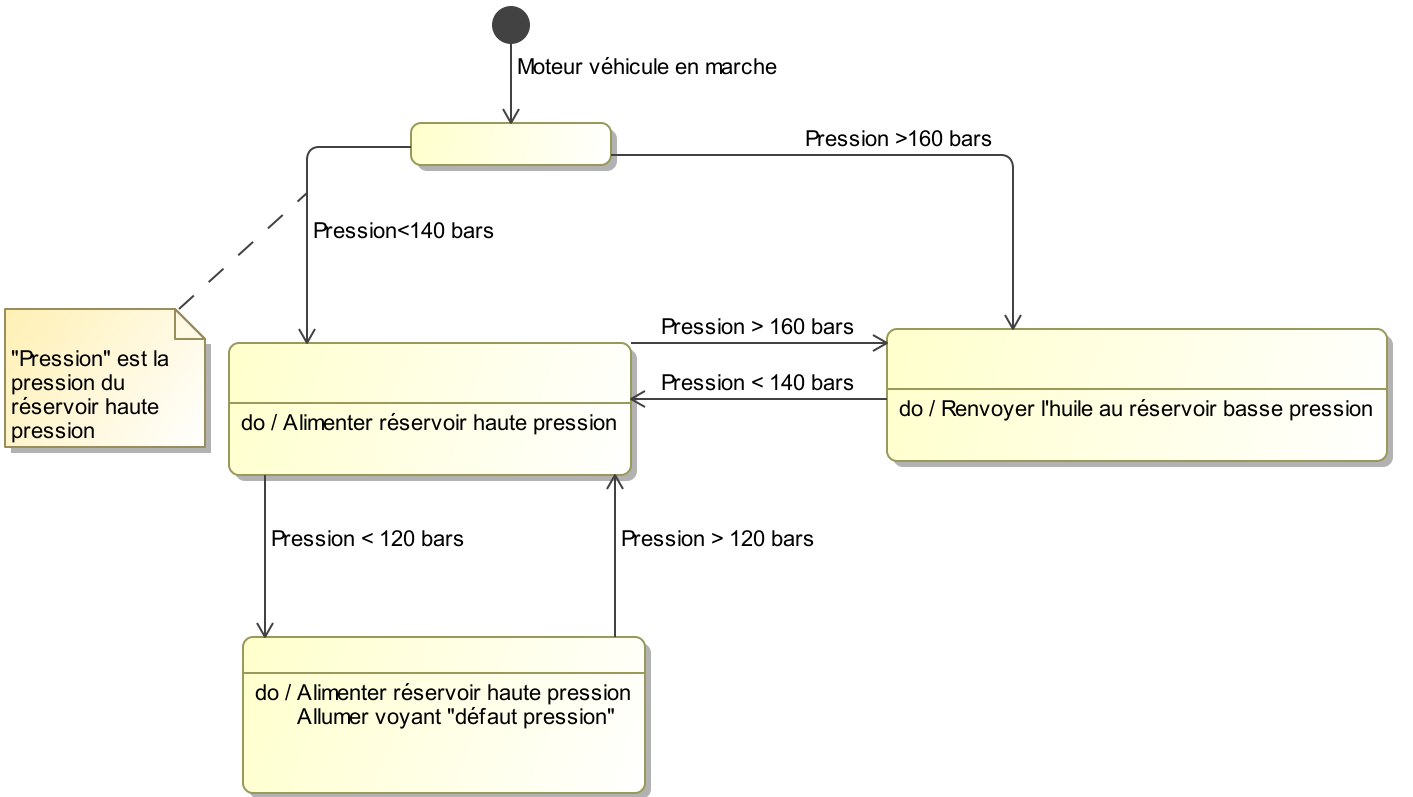 Moteur véhicule en marche
Pression >160 bars
Pression<140 bars
"Pression" est la
pression du
réservoir haute
pression
Pression > 160 bars
Pression < 140 bars
do / Alimenter réservoir haute pression
do / Renvoyer l'huile au réservoir basse pression
Pression < 120 bars
Pression > 120 bars
do / Alimenter réservoir haute pression
Allumer voyant "défaut pression"